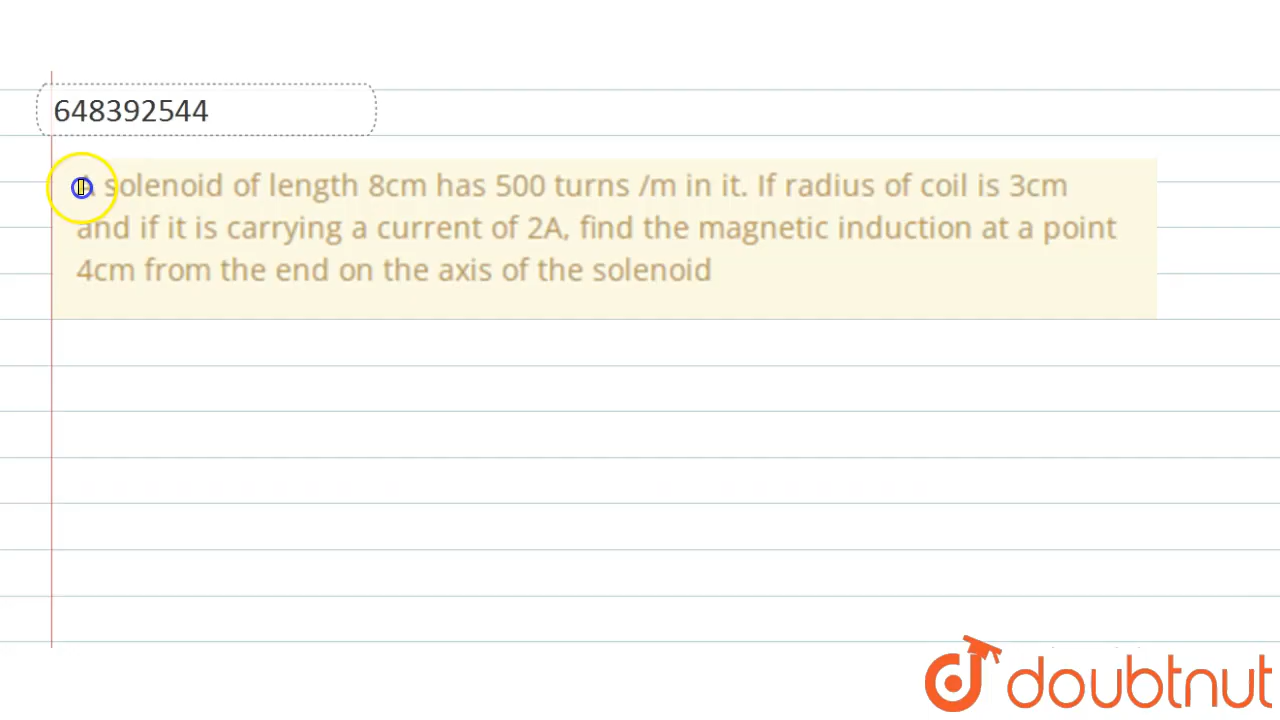 648392544
A solenoid of length 8cm has 500 turns /m in it. If radius of coil is 3cm
and if it is carrying a current of 2A, find the magnetic induction at a point
4cm from the end on the axis of the solenoid
doubtnut